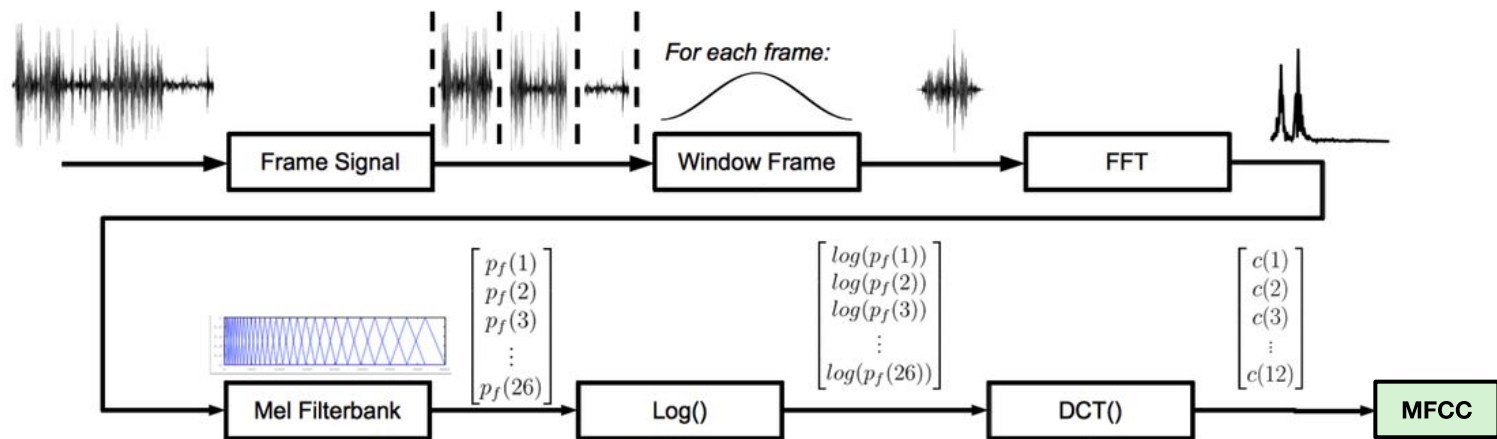 For each frame:
Frame Signal
Window Frame
FFT
p_f(1)
p_f(2)
p_f(3)
⋮
p_f(26)
log(p_f(1))
log(p_f(2))
log(p_f(3))
⋮
log(p_f(26))
c(1)
c(2)
c(3)
⋮
c(12)
Mel Filterbank
Log()
DCT()
MFCC